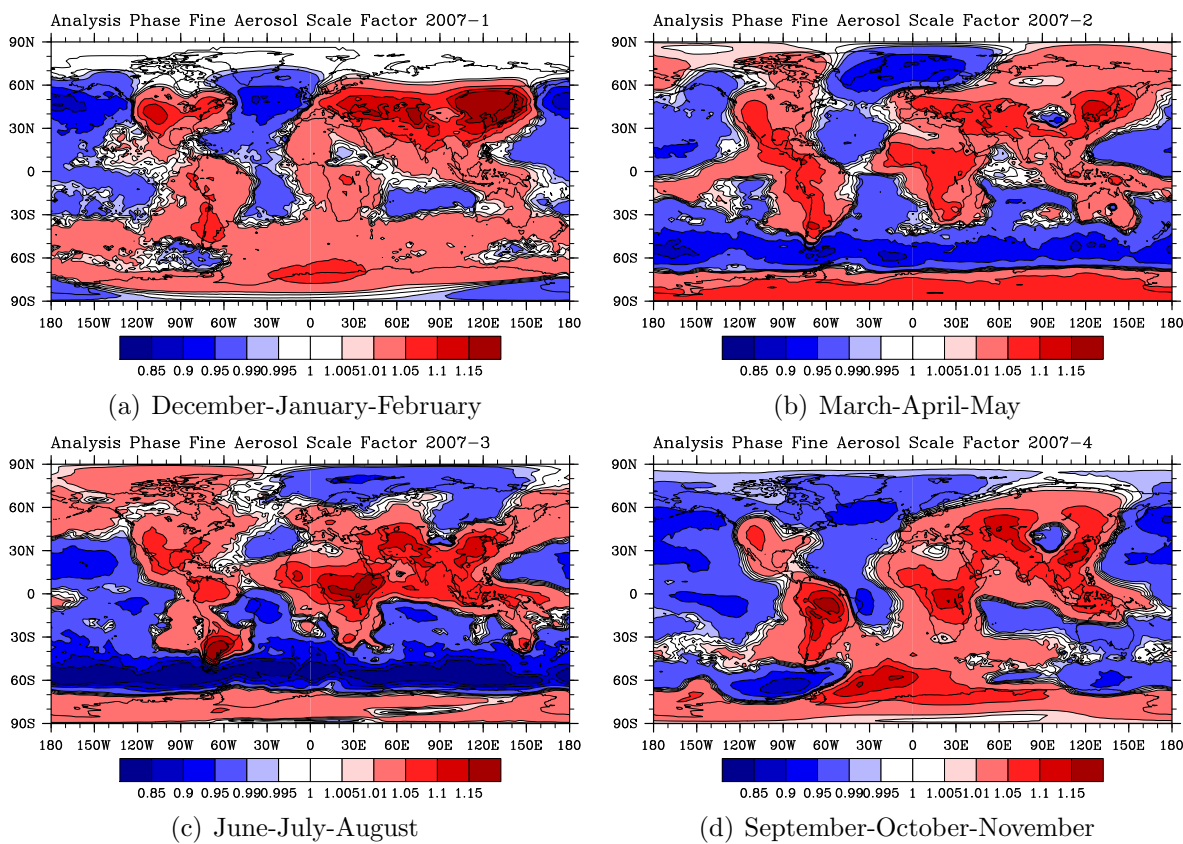 Analysis Phase Fine Aerosol Scale Factor 2007-1
90N
60N
30N
0
30S
60S
90S
180 150W 120W 90W 60W 30W 0 30E 60E 90E 120E 150E 180
0.85 0.9 0.95 0.99 0.995 1 1.005 1.01 1.05 1.1 1.15
(a) December-January-February
Analysis Phase Fine Aerosol Scale Factor 2007-2
90N
60N
30N
0
30S
60S
90S
180 150W 120W 90W 60W 30W 0 30E 60E 90E 120E 150E 180
0.85 0.9 0.95 0.99 0.995 1 1.005 1.01 1.05 1.1 1.15
(b) March-April-May
Analysis Phase Fine Aerosol Scale Factor 2007-3
90N
60N
30N
0
30S
60S
90S
180 150W 120W 90W 60W 30W 0 30E 60E 90E 120E 150E 180
0.85 0.9 0.95 0.99 0.995 1 1.005 1.01 1.05 1.1 1.15
(c) June-July-August
Analysis Phase Fine Aerosol Scale Factor 2007-4
90N
60N
30N
0
30S
60S
90S
180 150W 120W 90W 60W 30W 0 30E 60E 90E 120E 150E 180
0.85 0.9 0.95 0.99 0.995 1 1.005 1.01 1.05 1.1 1.15
(d) September-October-November